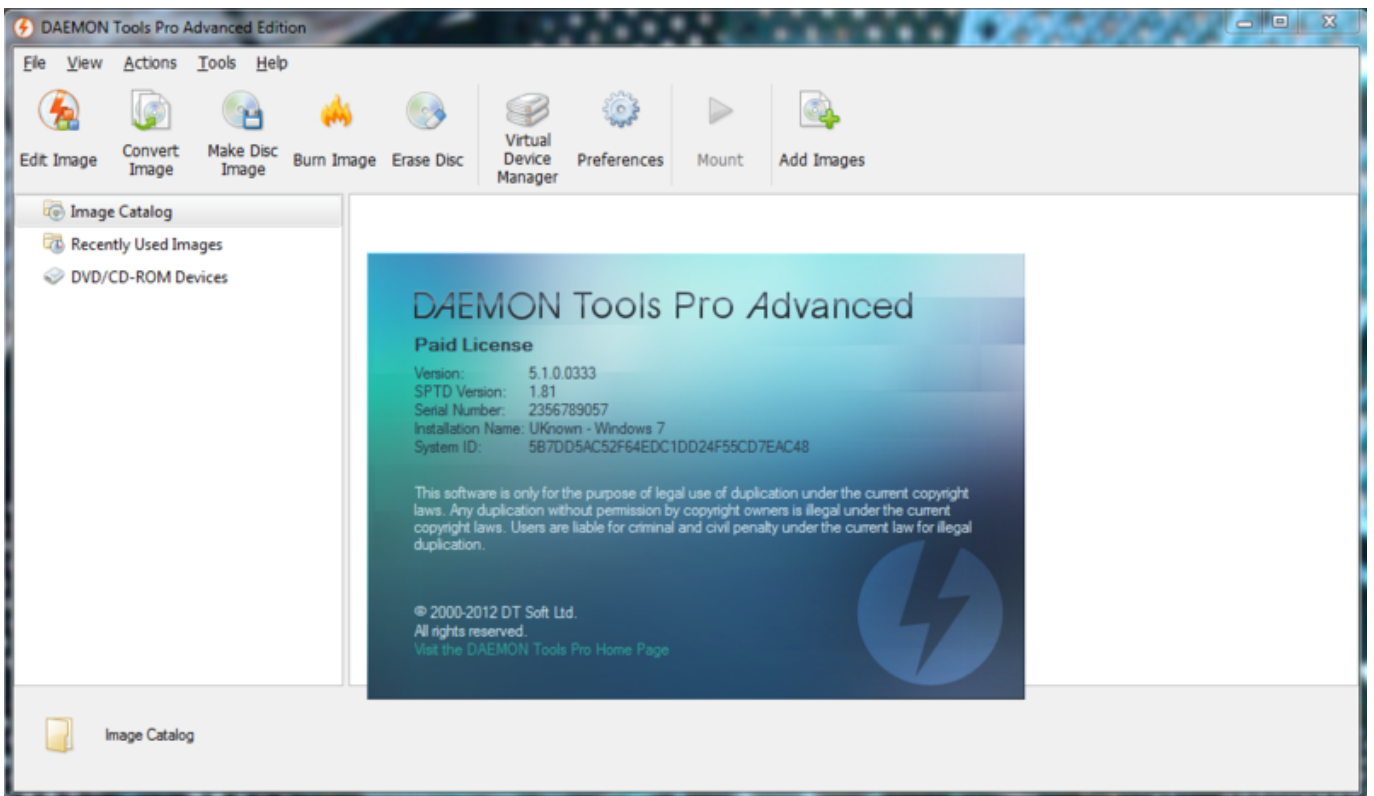 DAEMON Tools Pro Advanced Edition
File View Actions Tools Help
Edit Image
Convert Image
Make Disc Image
Burn Image
Erase Disc
Virtual Device Manager
Preferences
Mount
Add Images
Image Catalog
Recently Used Images
DVD/CD-ROM Devices
DAEMON Tools Pro Advanced
Paid License
Version: 5.1.0.0333
SPTD Version: 1.81
Serial Number: 2356789057
Installation Name: UKnown - Windows 7
System ID: 5B7DD5AC52F64EDC1DD24F55CD7EAC48
This software is only for the purpose of legal use of duplication under the current copyright
laws. Any duplication without permission by copyright owners is illegal under the current
copyright laws. Users are liable for criminal and civil penalty under the current law for illegal
duplication.
© 2000-2012 DT Soft Ltd.
All rights reserved.
Visit the DAEMON Tools Pro Home Page
Image Catalog